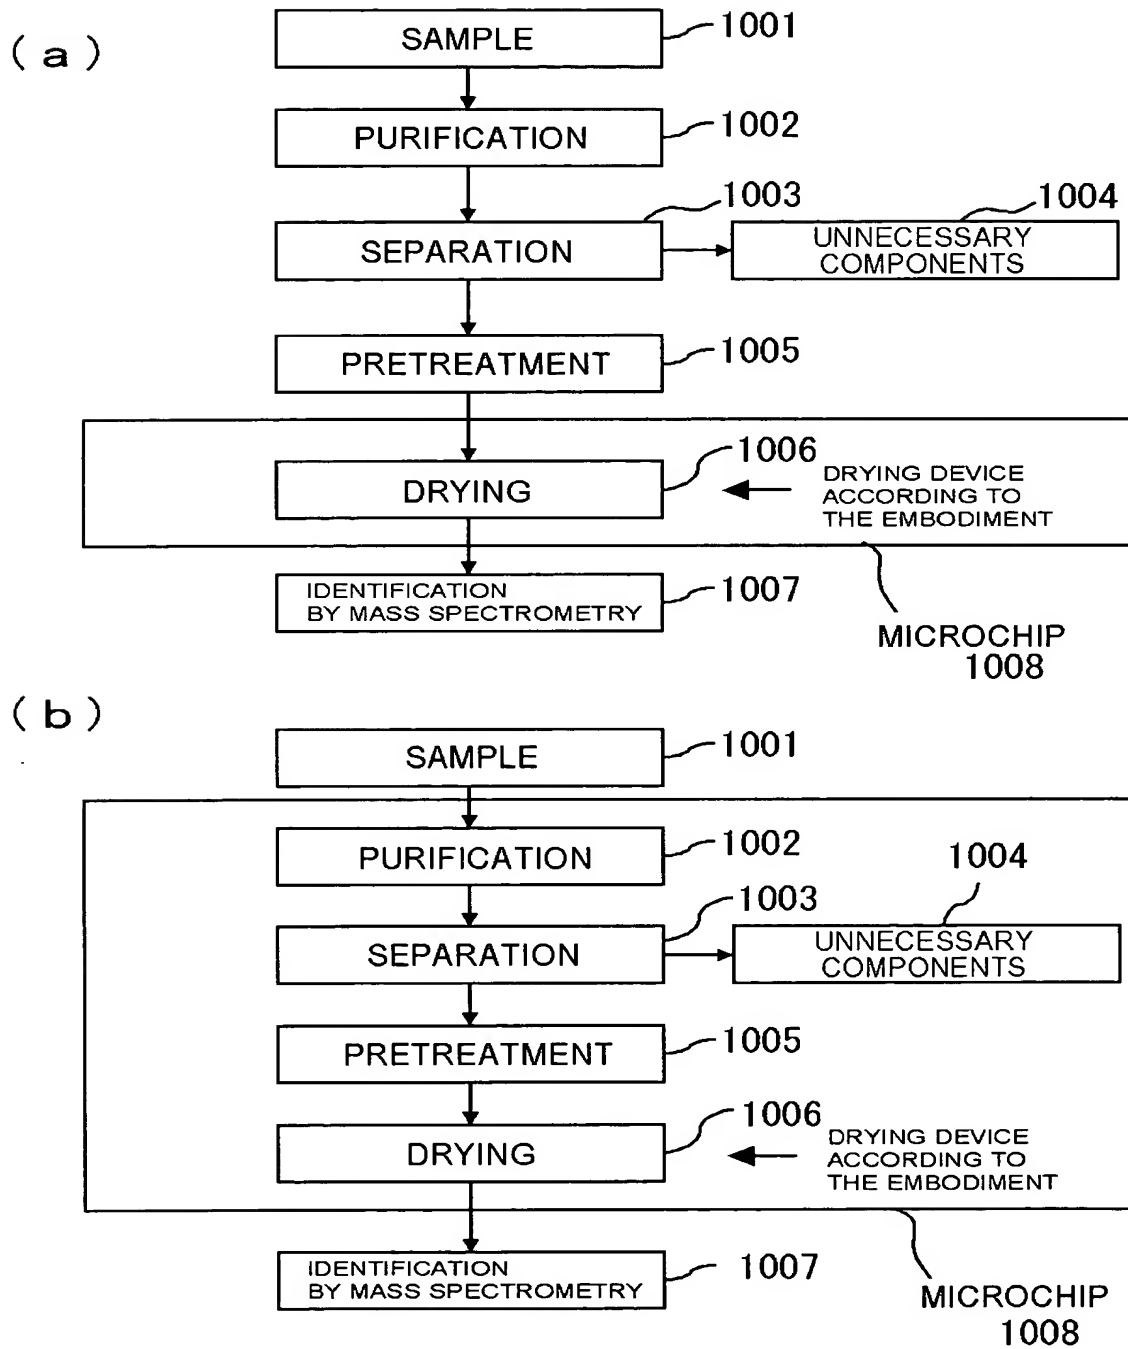 (a)
SAMPLE
1001
PURIFICATION
1002
SEPARATION
1003
UNNECESSARY
COMPONENTS
1004
PRETREATMENT
1005
DRYING
1006
DRYING DEVICE
ACCORDING TO
THE EMBODIMENT
IDENTIFICATION
BY MASS SPECTROMETRY
1007
MICROCHIP
1008
(b)
SAMPLE
1001
PURIFICATION
1002
SEPARATION
1003
UNNECESSARY
COMPONENTS
1004
PRETREATMENT
1005
DRYING
1006
DRYING DEVICE
ACCORDING TO
THE EMBODIMENT
IDENTIFICATION
BY MASS SPECTROMETRY
1007
MICROCHIP
1008